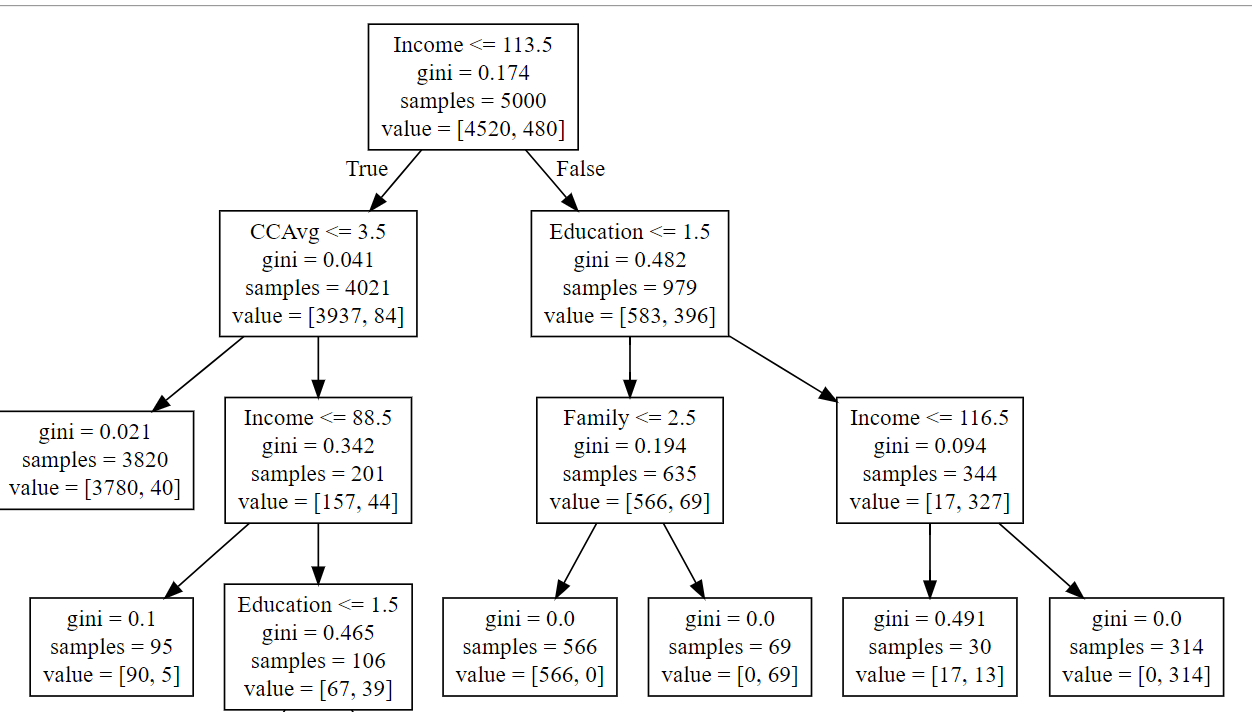 Income <= 113.5
gini = 0.174
samples = 5000
value = [4520, 480]
True
False
CCAvg <= 3.5
gini = 0.041
samples = 4021
value = [3937, 84]
Education <= 1.5
gini = 0.482
samples = 979
value = [583, 396]
gini = 0.021
samples = 3820
value = [3780, 40]
Income <= 88.5
gini = 0.342
samples = 201
value = [157, 44]
Family <= 2.5
gini = 0.194
samples = 635
value = [566, 69]
Income <= 116.5
gini = 0.094
samples = 344
value = [17, 327]
gini = 0.1
samples = 95
value = [90, 5]
Education <= 1.5
gini = 0.465
samples = 106
value = [67, 39]
gini = 0.0
samples = 566
value = [566, 0]
gini = 0.0
samples = 69
value = [0, 69]
gini = 0.491
samples = 30
value = [17, 13]
gini = 0.0
samples = 314
value = [0, 314]